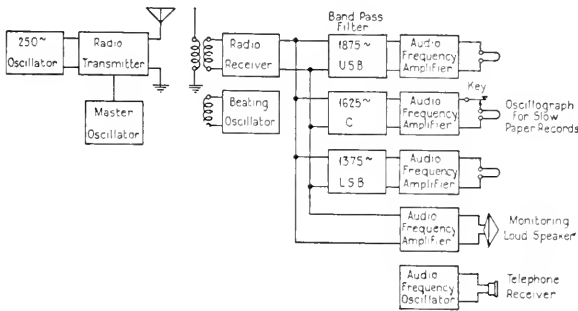 250~
Oscillator
Radio
Transmitter
Master
Oscillator
Radio
Receiver
Beating
Oscillator
Band Pass
Filter
1875~
USB
Audio
Frequency
Amplifier
1625~
C
Audio
Frequency
Amplifier
Key
Oscillograph
for Slow
Paper Records
1375~
LSB
Audio
Frequency
Amplifier
Audio
Frequency
Amplifier
Monitoring
Loud Speaker
Audio
Frequency
Oscillator
Telephone
Receiver